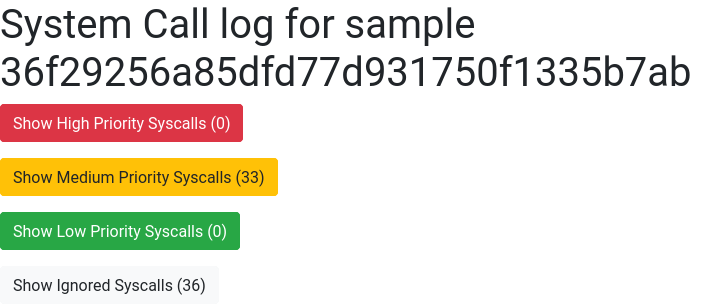 System Call log for sample
36f29256a85dfd77d931750f1335b7ab
Show High Priority Syscalls (0)
Show Medium Priority Syscalls (33)
Show Low Priority Syscalls (0)
Show Ignored Syscalls (36)